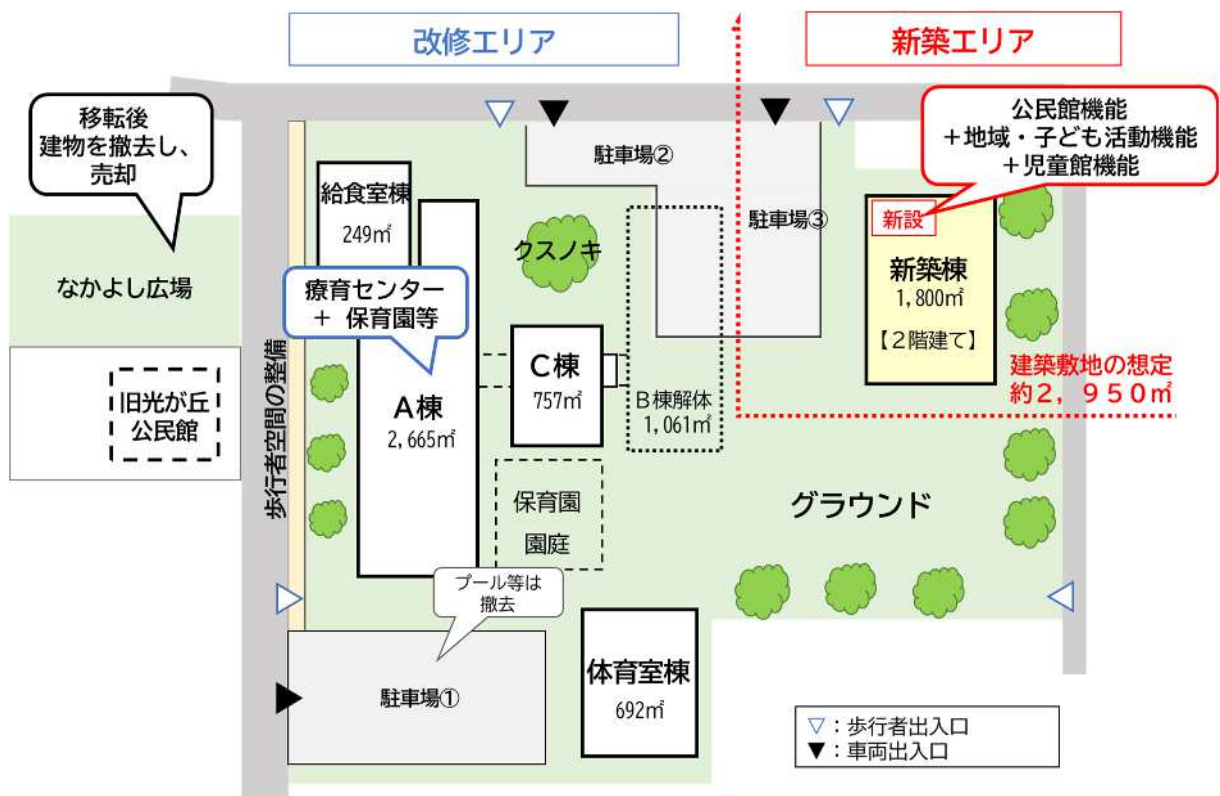 改修エリア
新築エリア
移転後
建物を撤去し、
売却
公民館機能
+地域・子ども活動機能
+児童館機能
駐車場②
給食室棟
249㎡
駐車場③
新設
クスノキ
新築棟
1,800㎡
【2階建て】
なかよし広場
療育センター
+ 保育園等
C棟
757㎡
建築敷地の想定
約2,950㎡
旧光が丘
公民館
A棟
2,665㎡
B棟解体
1,061㎡
歩行者空間の整備
保育園
園庭
グラウンド
プール等は
撤去
体育室棟
692㎡
駐車場①
▽:歩行者出入口
▼:車両出入口